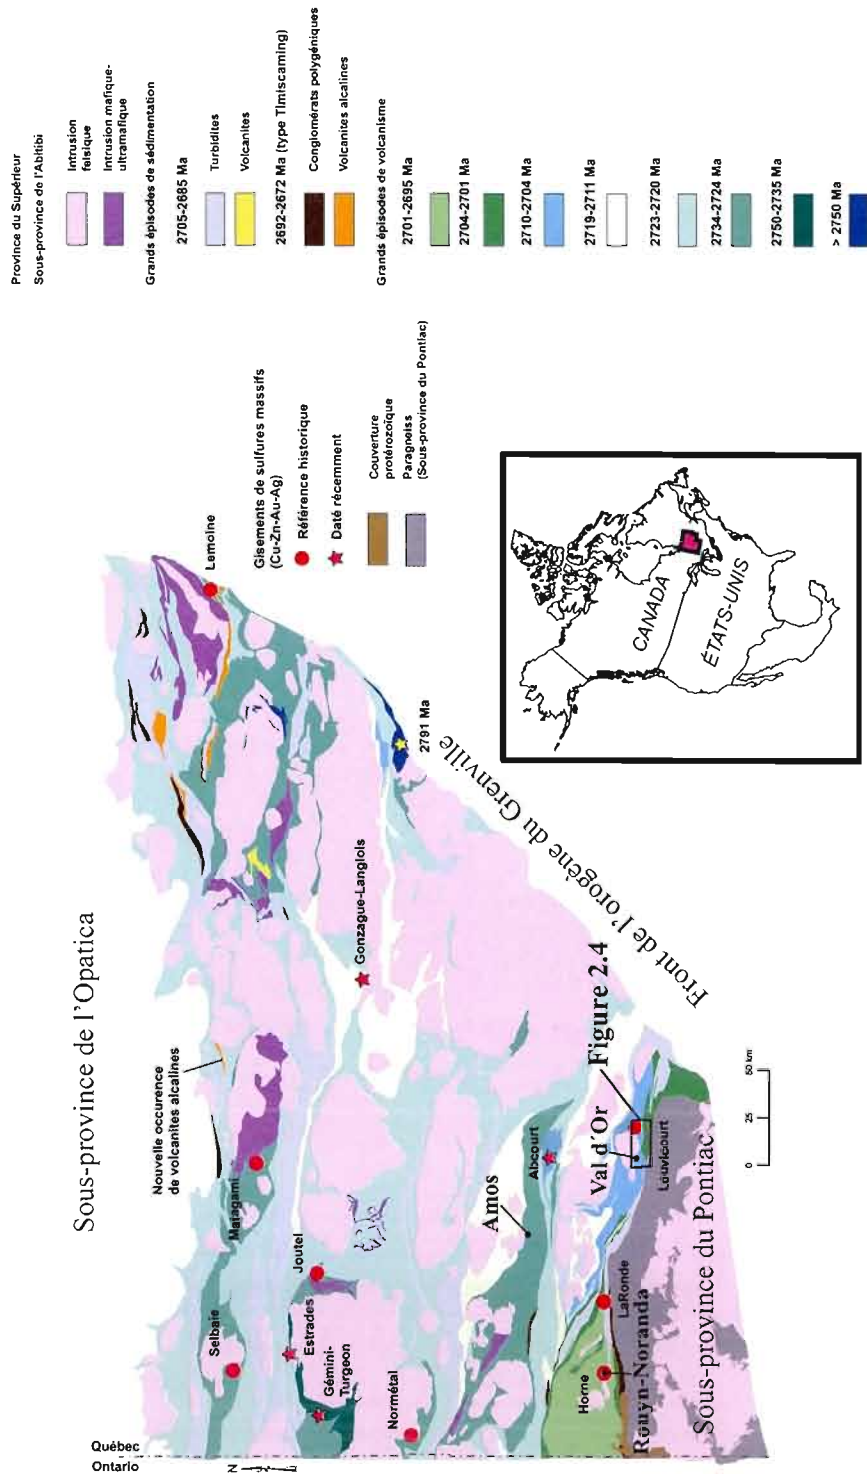 Province du Supérieur
Sous-province de l'Abitibi
Intrusion
felsique
Intrusion mafique-
ultramafique
Grands épisodes de sédimentation
2705-2685 Ma
Turbidites
Volcanites
2692-2672 Ma (type Timiscaming)
Conglomérats polygéniques
Volcanites alcalines
Grands épisodes de volcanisme
2701-2695 Ma
2704-2701 Ma
2710-2704 Ma
2719-2711 Ma
2723-2720 Ma
2734-2724 Ma
2750-2735 Ma
> 2750 Ma
Gisements de sulfures massifs
(Cu-Zn-Au-Ag)
Référence historique
Daté récemment
Couverture
protérozoïque
Paragneiss
(Sous-province du Pontiac)
Sous-province de l'Opatica
Nouvelle occurence
de volcanites alcalines
Lemoine
Matagami
Selbaie
Joutel
Estrades
Gémini-
Turgeon
Gonzague-Langlois
2791 Ma
Front de l'orogène du Grenville
Normétal
Amos
Abcourt
Val d'Or
Figure 2.4
Louvicourt
LaRonde
Horne
Rouyn-Noranda
Sous-province du Pontiac
Québec
Ontario
N
0 25 50 km
CANADA
ÉTATS-UNIS